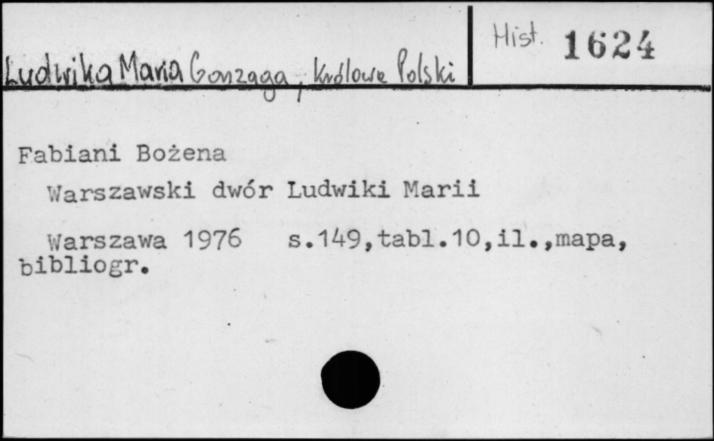 Hist. 1624
Ludwika Maria Gonzaga, Królowa Polski
Fabiani Bożena
Warszawski dwór Ludwiki Marii
Warszawa 1976 s.149,tabl.10,il.,mapa,
bibliogr.